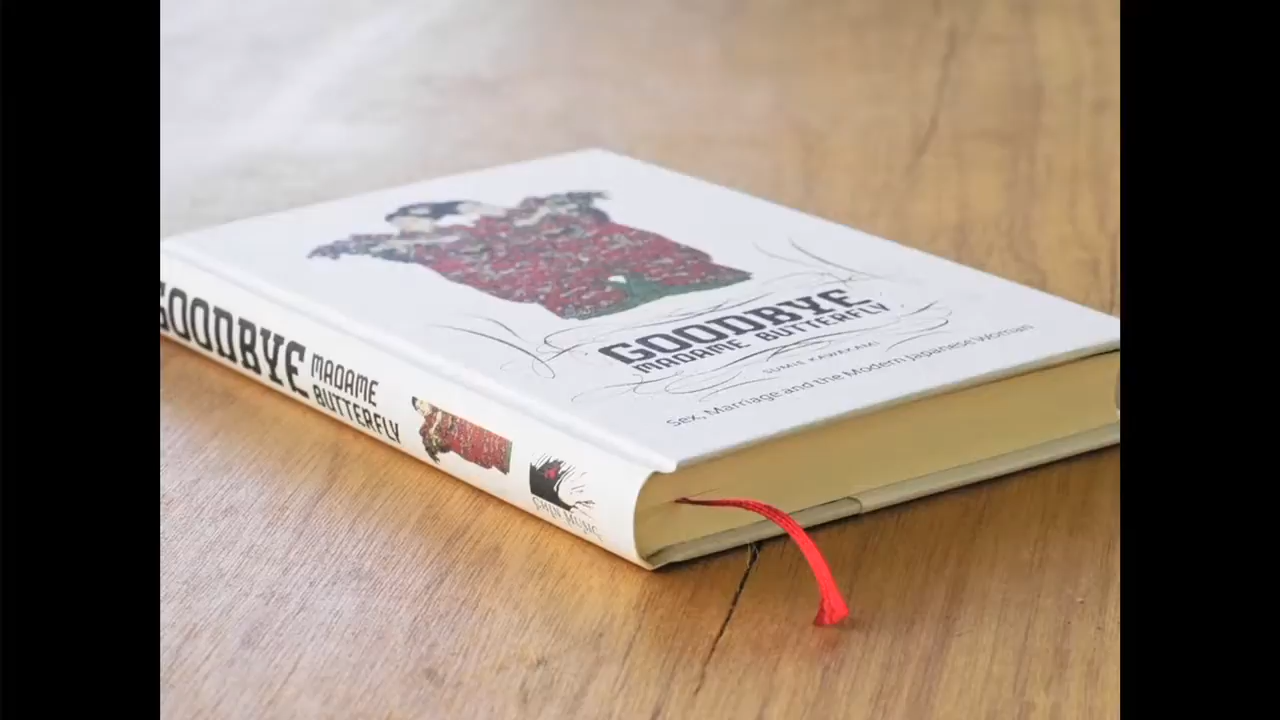 GOODBYE
MADAME BUTTERFLY
SUMIE KAWAKAMI
Sex, Marriage and the Modern Japanese Woman
GOODBYE
MADAME
BUTTERFLY
CHIN MUSIC